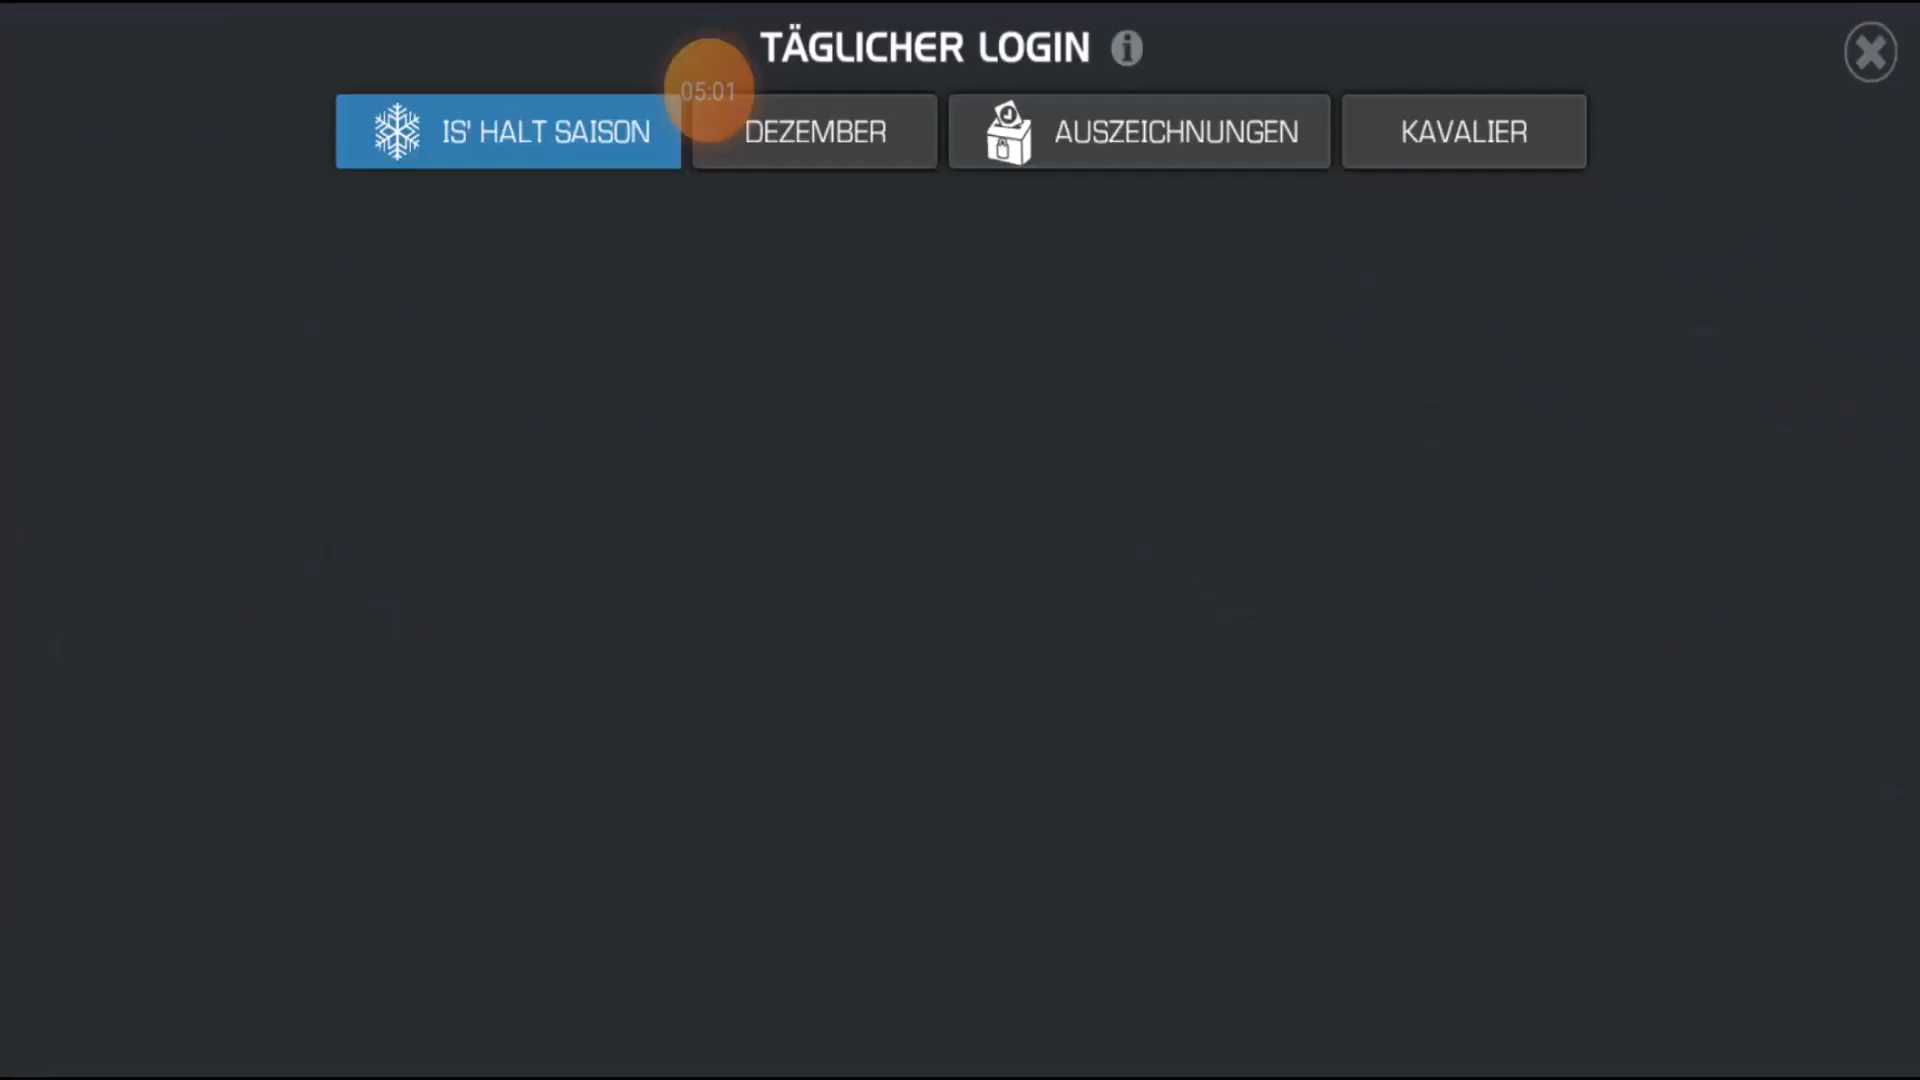 TÄGLICHER LOGIN
05:01
IS' HALT SAISON
DEZEMBER
AUSZEICHNUNGEN
KAVALIER